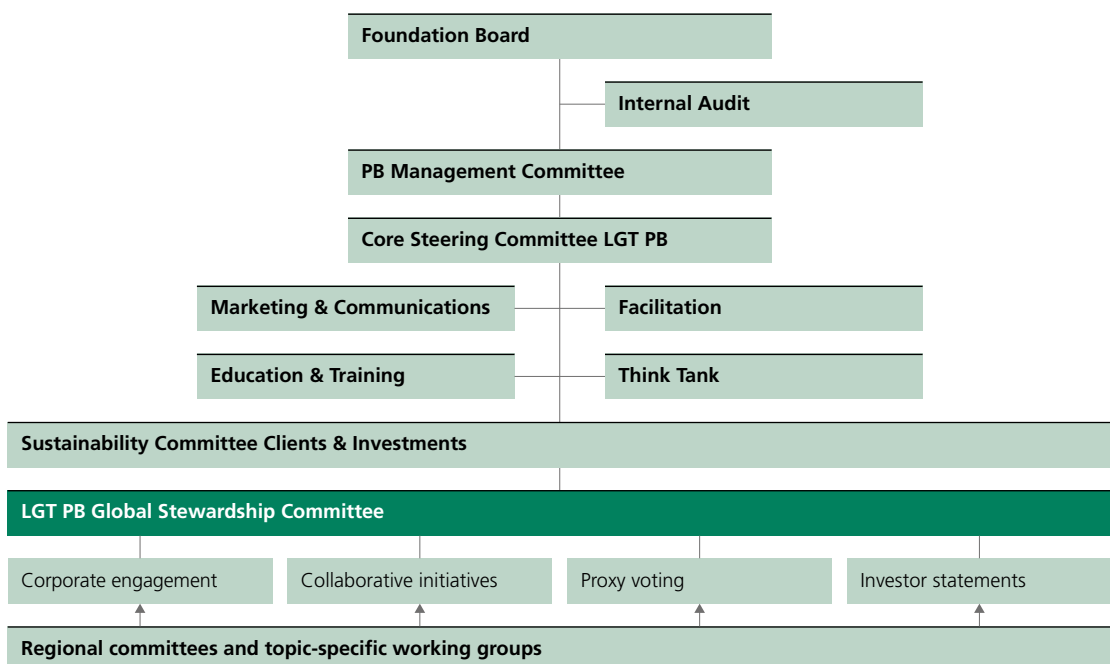 Foundation Board
Internal Audit
PB Management Committee
Core Steering Committee LGT PB
Marketing & Communications
Facilitation
Education & Training
Think Tank
Sustainability Committee Clients & Investments
LGT PB Global Stewardship Committee
Corporate engagement
Collaborative initiatives
Proxy voting
Investor statements
Regional committees and topic-specific working groups